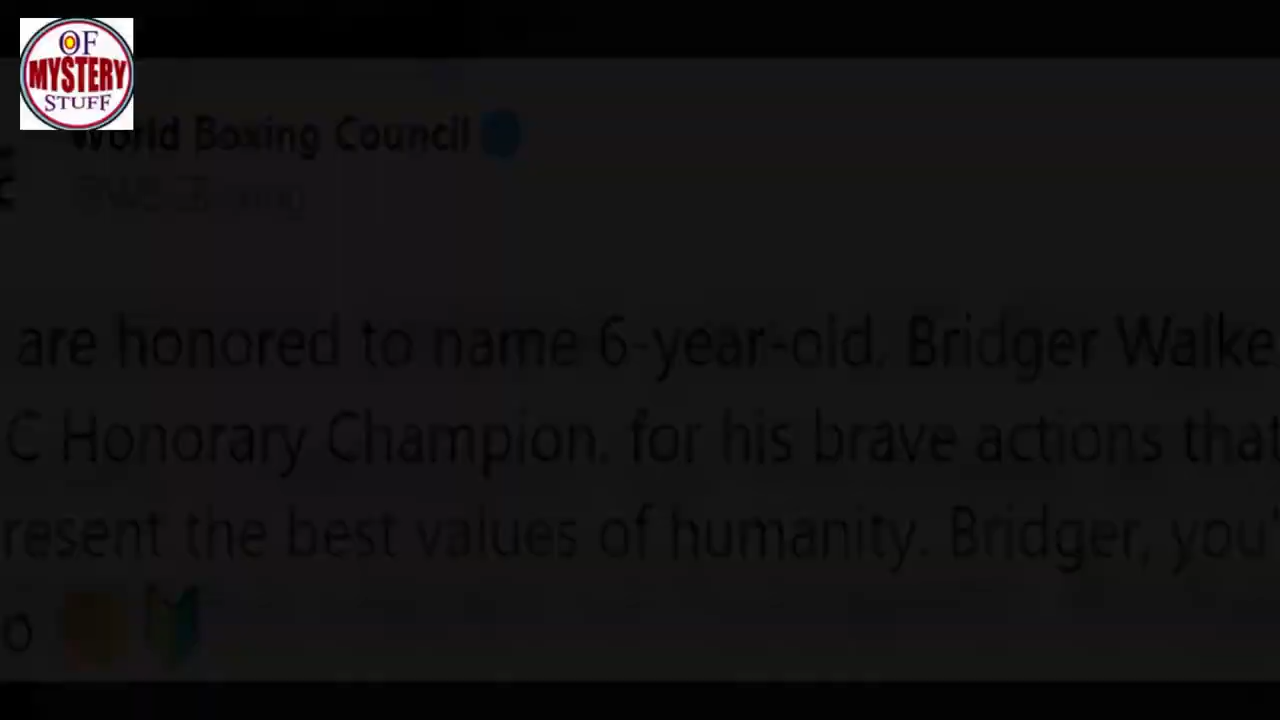 OF
MYSTERY
STUFF
World Boxing Council
are honored to name 6-year-old, Bridger Walke
C Honorary Champion, for his brave actions that
resent the best values of humanity. Bridger, you'
o